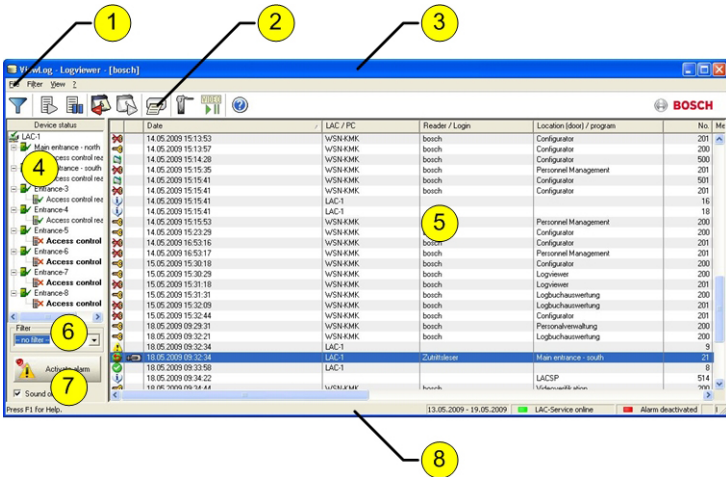 1
2
3
ViewLog - Logviewer - [bosch]
File Filter View ?
VIDEO
BOSCH
Device status
LAC-1
Main entrance - north
Access control rea
4
trance - south
ccess control rea
Entrance-3
Access control rea
Entrance-4
Access control rea
Entrance-5
Access control
Entrance-6
Access control
Entrance-7
Access control
Entrance-8
Access control
Filter
-- no filter --
6
Activate alarm
7
Sound o
Date LAC / PC Reader / Login Location (door) / program No. Me
14.05.2009 15:13:53 WSN-KMK bosch Configurator 201
14.05.2009 15:13:57 WSN-KMK bosch Configurator 200
14.05.2009 15:14:28 WSN-KMK bosch Configurator 500
14.05.2009 15:15:35 WSN-KMK bosch Personnel Management 201
14.05.2009 15:15:41 WSN-KMK bosch Configurator 501
14.05.2009 15:15:41 WSN-KMK bosch Configurator 201
14.05.2009 15:15:41 LAC-1 16
14.05.2009 15:15:41 LAC-1 18
14.05.2009 15:15:53 WSN-KMK Personnel Management 200
5
14.05.2009 15:23:29 WSN-KMK Configurator 200
14.05.2009 16:53:16 WSN-KMK bosch Configurator 201
14.05.2009 16:53:17 WSN-KMK bosch Personnel Management 201
15.05.2009 15:30:18 WSN-KMK bosch Configurator 200
15.05.2009 15:30:29 WSN-KMK bosch Logviewer 200
15.05.2009 15:31:18 WSN-KMK bosch Logviewer 201
15.05.2009 15:31:31 WSN-KMK bosch Logbuchauswertung 200
15.05.2009 15:32:09 WSN-KMK bosch Logbuchauswertung 201
15.05.2009 15:32:44 WSN-KMK bosch Configurator 201
18.05.2009 09:29:31 WSN-KMK bosch Personalverwaltung 200
18.05.2009 09:32:21 WSN-KMK bosch Logbuchauswertung 200
18.05.2009 09:32:34 LAC-1 9
18.05.2009 09:32:34 LAC-1 Zutrittsleser Main entrance - south 21
18.05.2009 09:33:58 LAC-1 8
18.05.2009 09:34:22 LACSP 514
18.05.2009 09:34:44 WSN-KMK bosch Videoverifikation 200
Press F1 for Help. 13.05.2009 - 19.05.2009 LAC-Service online Alarm deactivated
8